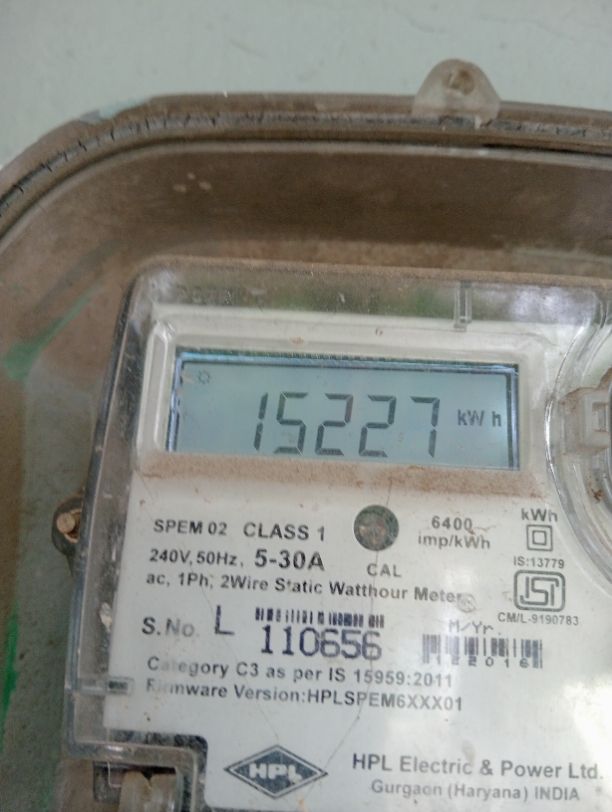 15227 kWh
SPEM 02 CLASS 1
6400 imp/kWh
kWh
240V, 50Hz, 5-30A
CAL
IS:13779
ac, 1Ph, 2Wire Static Watthour Meter
ISI
CM/L-9190783
S.No. L 110656
M/Yr.
122016
Category C3 as per IS 15959:2011
Firmware Version:HPLSPEM6XXX01
HPL
HPL Electric & Power Ltd.
Gurgaon (Haryana) INDIA